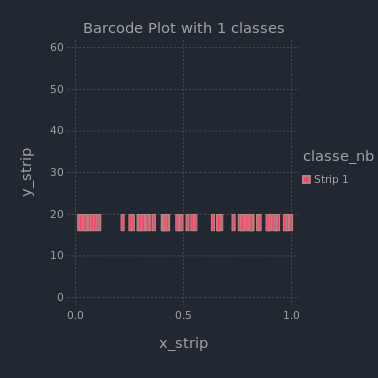 Barcode Plot with 1 classes
60
50
40
30
20
10
0
y_strip
0.0
0.5
1.0
x_strip
classe_nb
Strip 1